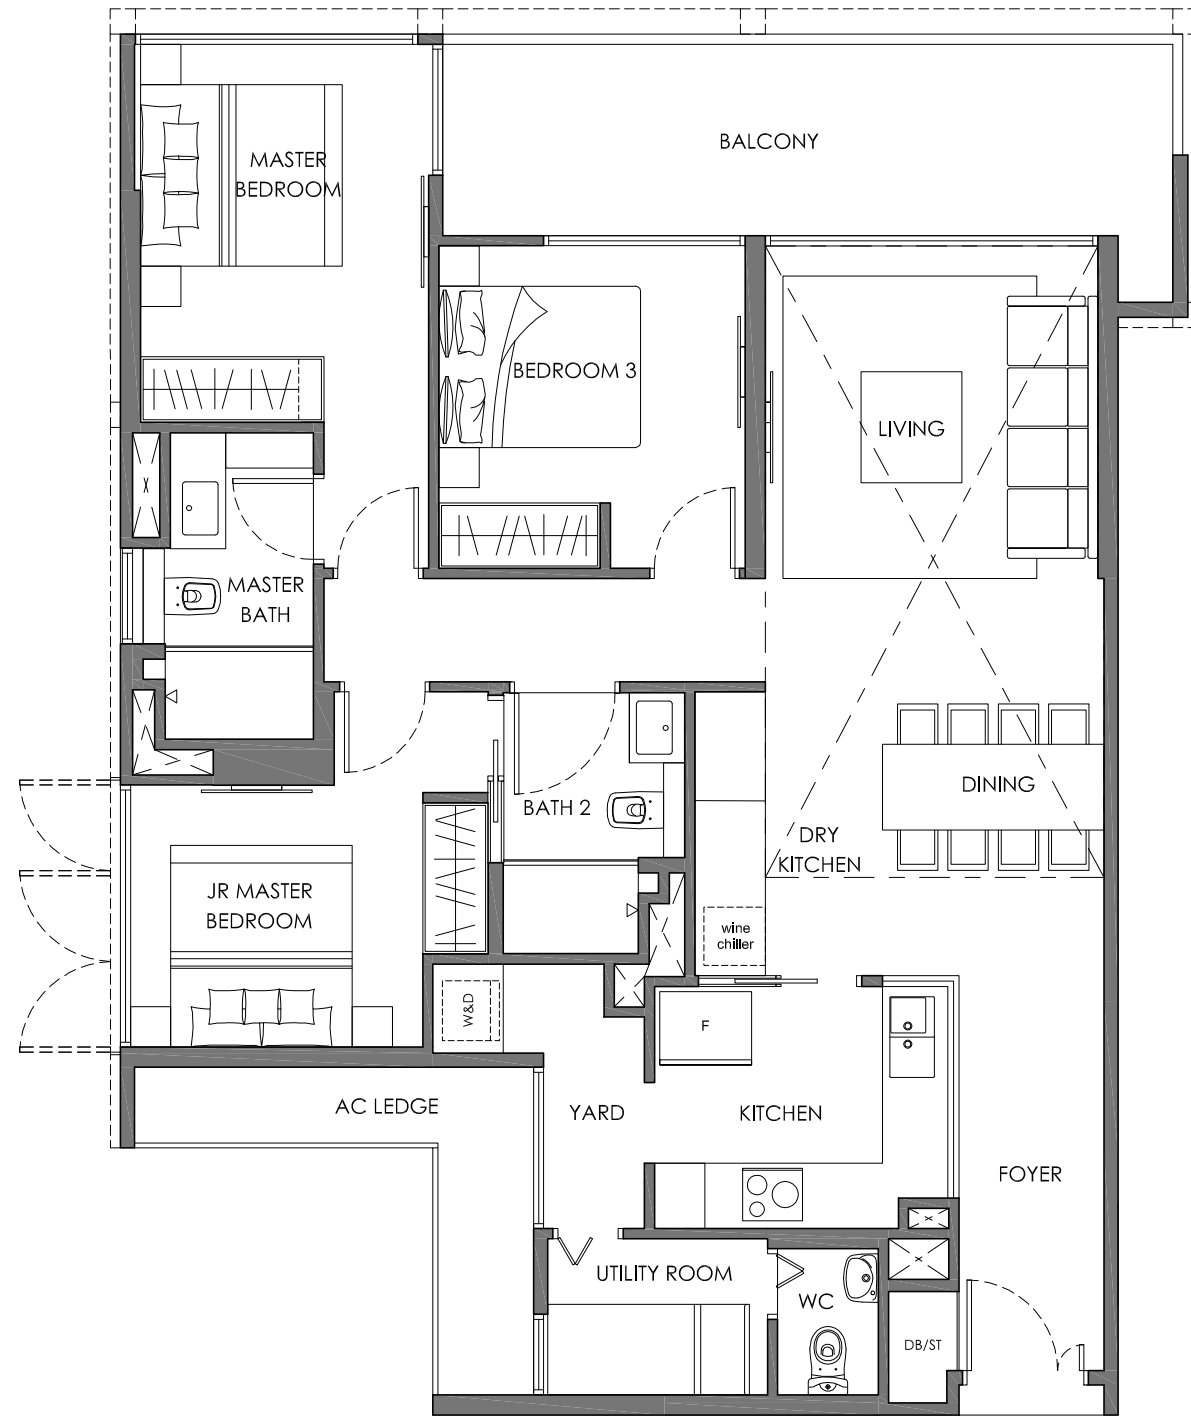 BALCONY
MASTER
BEDROOM
BEDROOM 3
LIVING
MASTER
BATH
DINING
BATH 2
DRY
KITCHEN
JR MASTER
BEDROOM
wine
chiller
W&D
F
AC LEDGE
YARD
KITCHEN
FOYER
UTILITY ROOM
WC
DB/ST